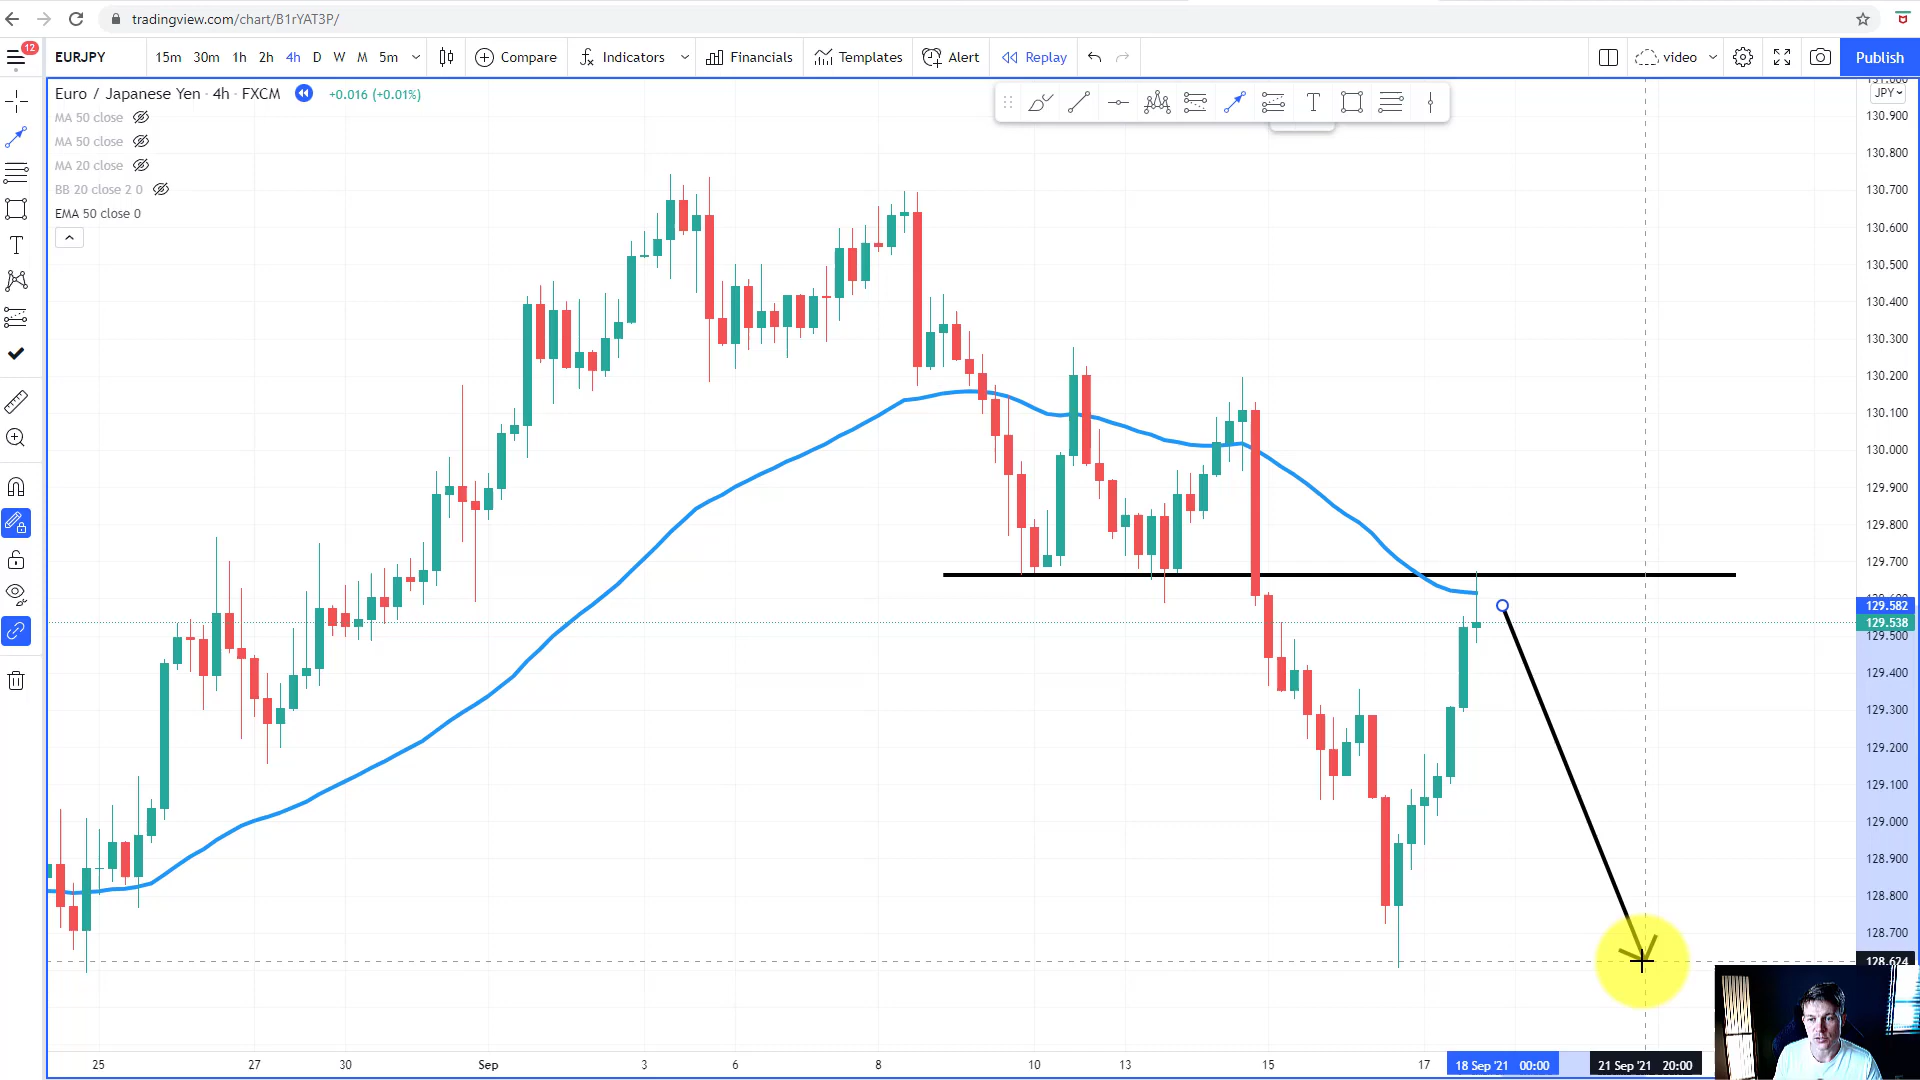 tradingview.com/chart/B1rYAT3P/
12
EURJPY
15m 30m 1h 2h 4h D W M 5m
Compare
Indicators
Financials
Templates
Alert
Replay
video
Publish
Euro / Japanese Yen · 4h · FXCM +0.016 (+0.01%)
MA 50 close
MA 50 close
MA 20 close
BB 20 close 2 0
EMA 50 close 0
JPY
130.900
130.800
130.700
130.600
130.500
130.400
130.300
130.200
130.100
130.000
129.900
129.800
129.700
129.582
129.538
129.500
129.400
129.300
129.200
129.100
129.000
128.900
128.800
128.700
128.624
25 27 30 Sep 3 6 8 10 13 15 17 18 Sep '21 00:00 21 Sep '21 20:00